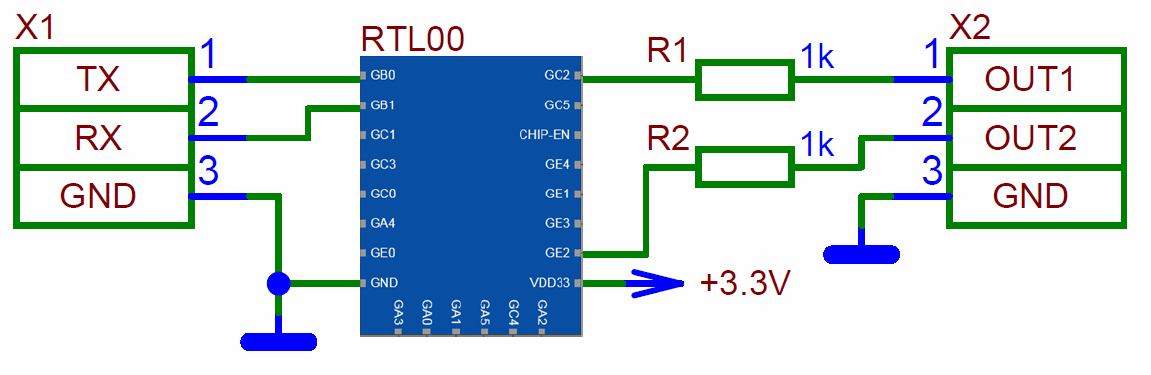 X1
1
TX
2
RX
3
GND
RTL00
GB0
GB1
GC1
GC3
GC0
GA4
GE0
GND
GC2
GC5
CHIP-EN
GE4
GE1
GE3
GE2
VDD33
GA3
GA0
GA1
GA5
GC4
GA2
R1
1k
R2
1k
+3.3V
X2
1
OUT1
2
OUT2
3
GND